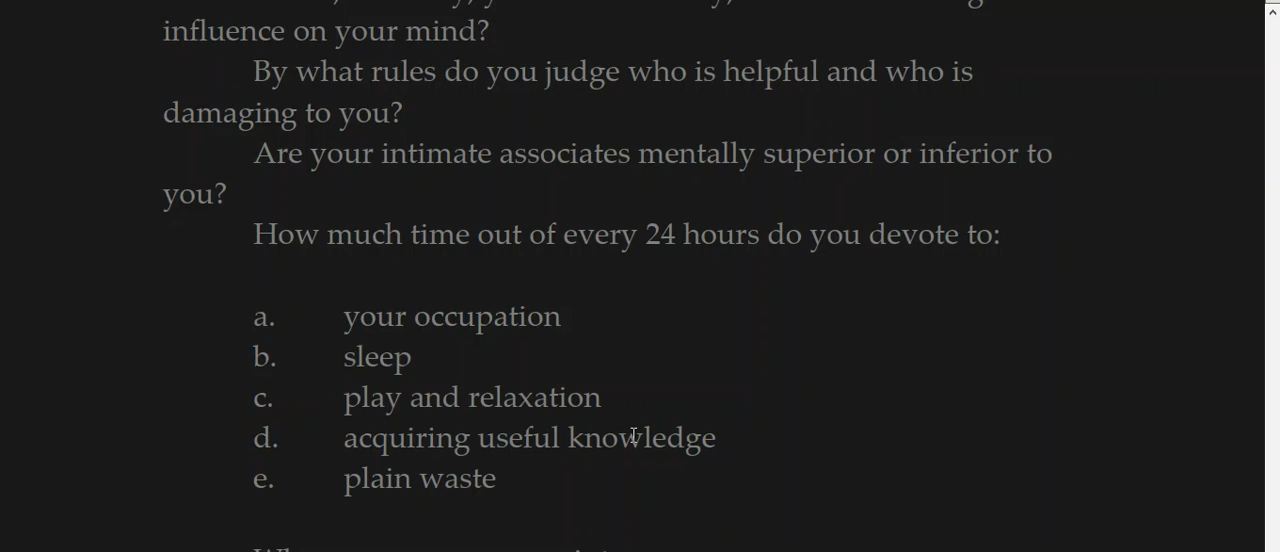 influence on your mind?
By what rules do you judge who is helpful and who is
damaging to you?
Are your intimate associates mentally superior or inferior to
you?
How much time out of every 24 hours do you devote to:
a. your occupation
b. sleep
c. play and relaxation
d. acquiring useful knowledge
e. plain waste